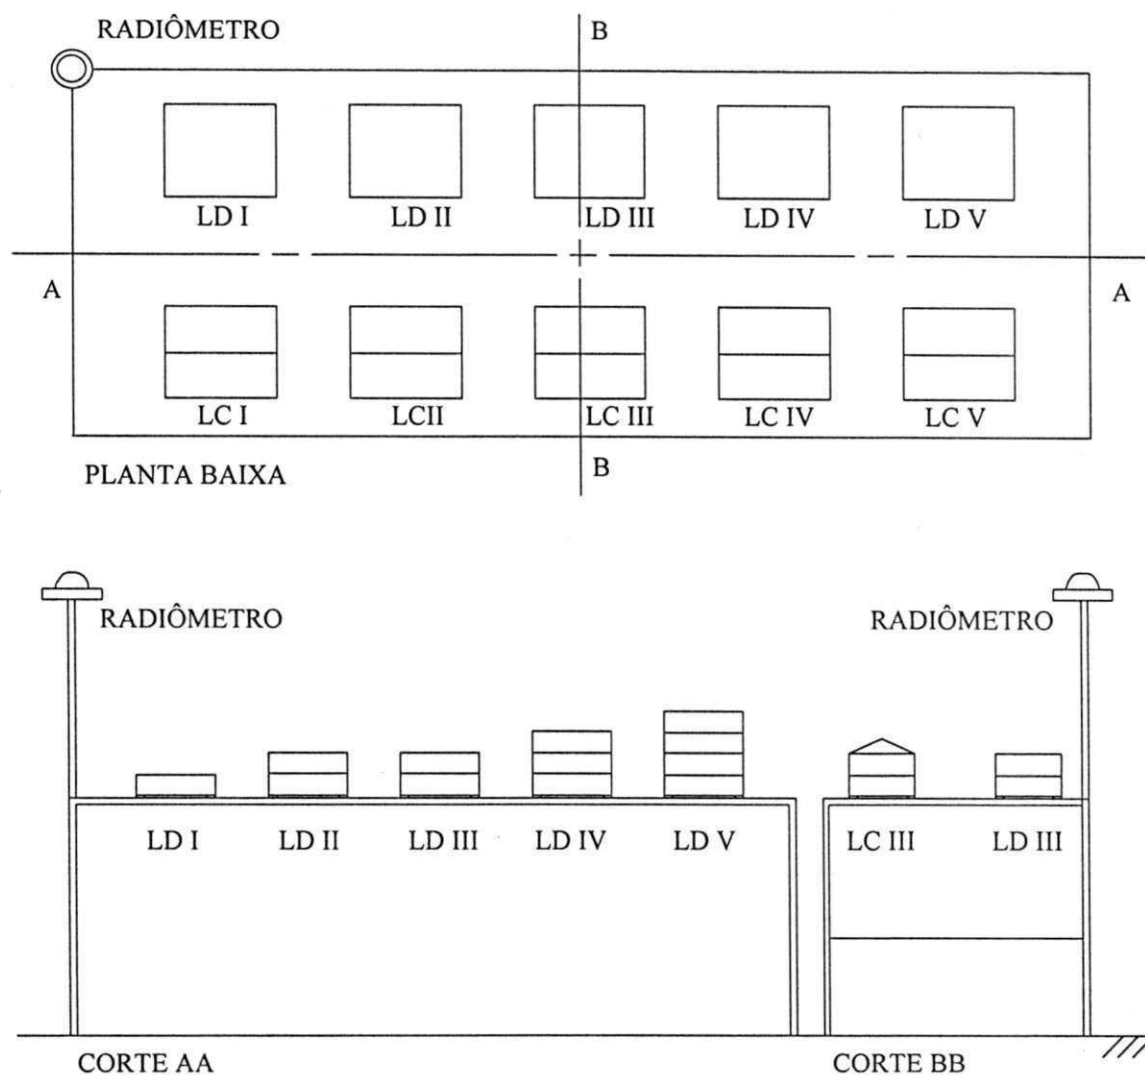 RADIÔMETRO
B
LD I LD II LD III LD IV LD V
A A
LC I LCII LC III LC IV LC V
PLANTA BAIXA
B
RADIÔMETRO RADIÔMETRO
LD I LD II LD III LD IV LD V LC III LD III
CORTE AA CORTE BB